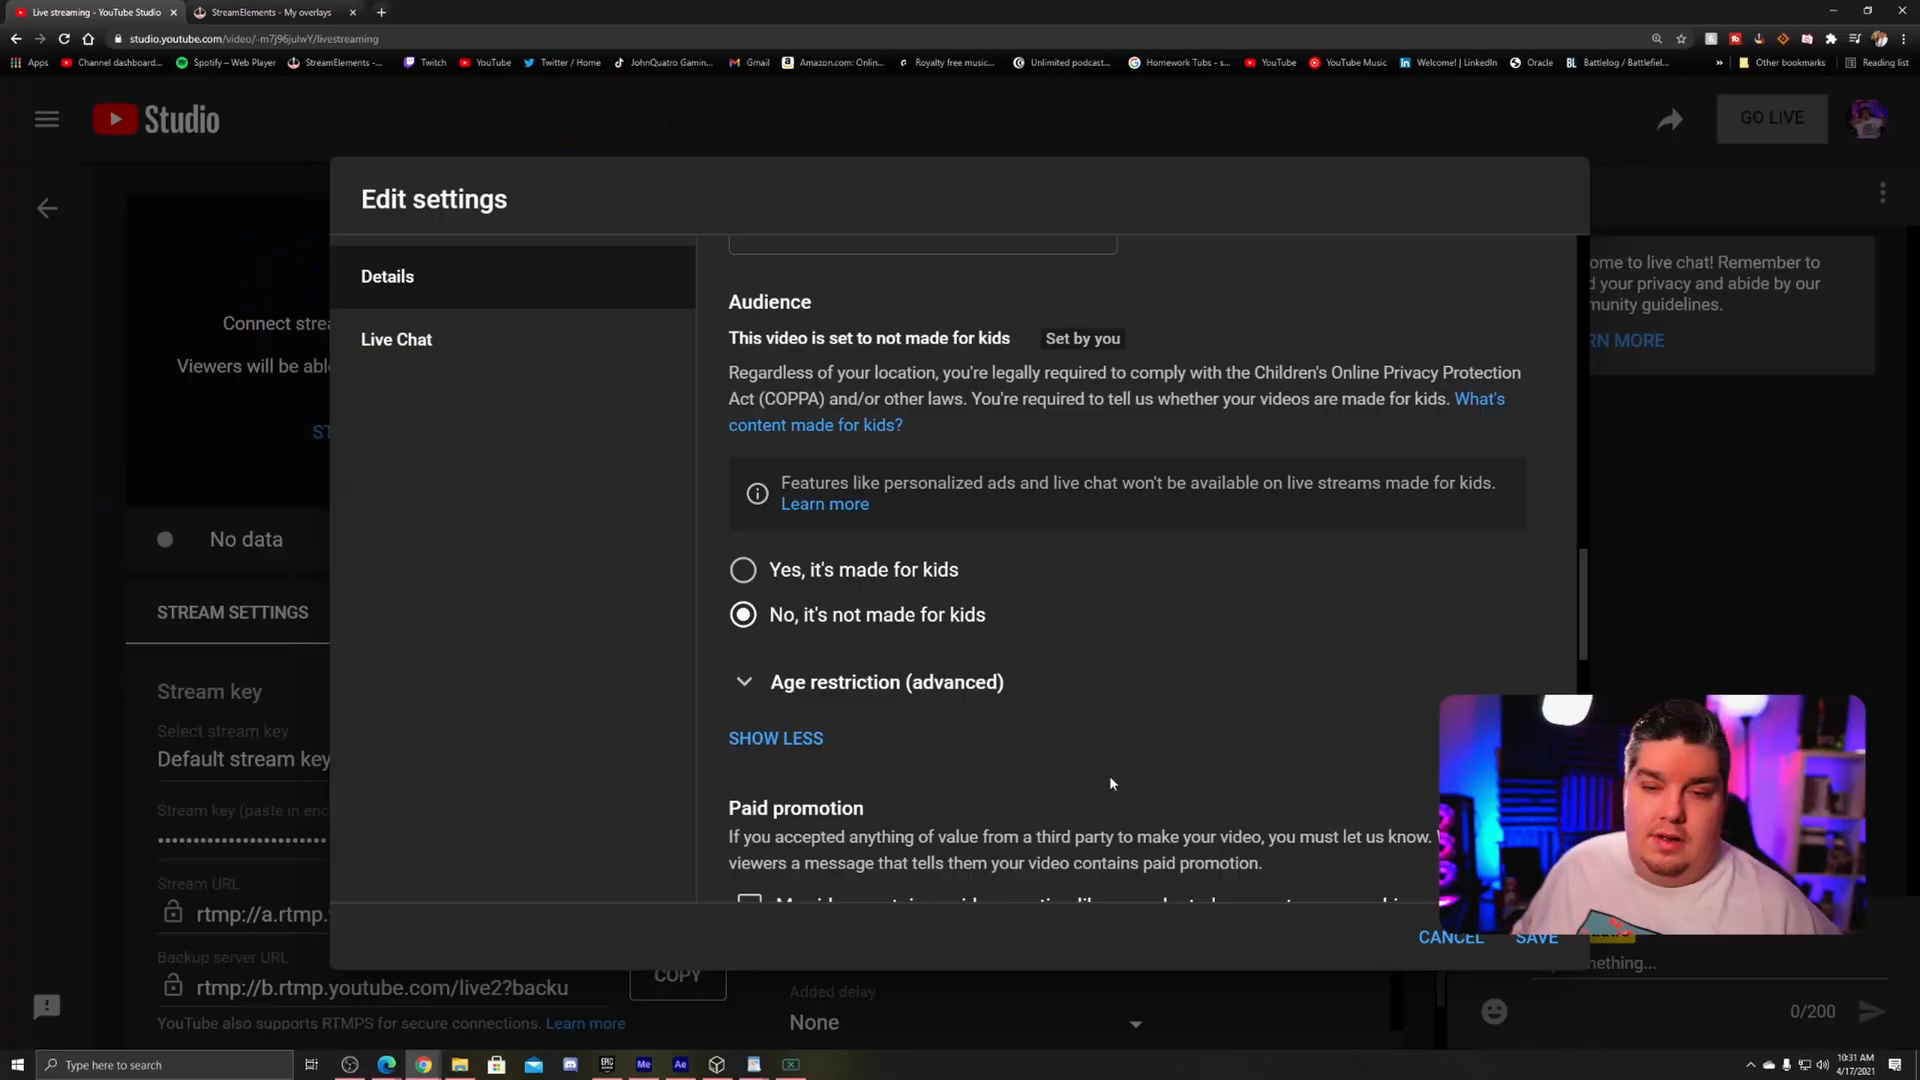 Live streaming - YouTube Studio
StreamElements - My overlays
studio.youtube.com/video/-m7j96julwY/livestreaming
Apps
Channel dashboard...
Spotify – Web Player
StreamElements -...
Twitch
YouTube
Twitter / Home
JohnQuatro Gamin...
Gmail
Amazon.com: Onlin...
Royalty free music...
Unlimited podcast...
Homework Tubs - s...
YouTube
YouTube Music
Welcome! | LinkedIn
Oracle
Battlelog / Battlefiel...
Other bookmarks
Reading list
Studio
GO LIVE
Edit settings
Details
Live Chat
Audience
This video is set to not made for kids
Set by you
Regardless of your location, you're legally required to comply with the Children's Online Privacy Protection
Act (COPPA) and/or other laws. You're required to tell us whether your videos are made for kids. What's
content made for kids?
Features like personalized ads and live chat won't be available on live streams made for kids.
Learn more
Yes, it's made for kids
No, it's not made for kids
Age restriction (advanced)
SHOW LESS
Paid promotion
If you accepted anything of value from a third party to make your video, you must let us know.
viewers a message that tells them your video contains paid promotion.
CANCEL
SAVE
Connect strea
Viewers will be abl
ST
No data
STREAM SETTINGS
Stream key
Select stream key
Default stream key
Stream key (paste in enc
Stream URL
rtmp://a.rtmp.
Backup server URL
rtmp://b.rtmp.youtube.com/live2?backu
COPY
YouTube also supports RTMPS for secure connections. Learn more
Added delay
None
ome to live chat! Remember to
d your privacy and abide by our
munity guidelines.
RN MORE
nething...
0/200
Type here to search
EPIC
Me
Ae
10:31 AM
4/17/2021